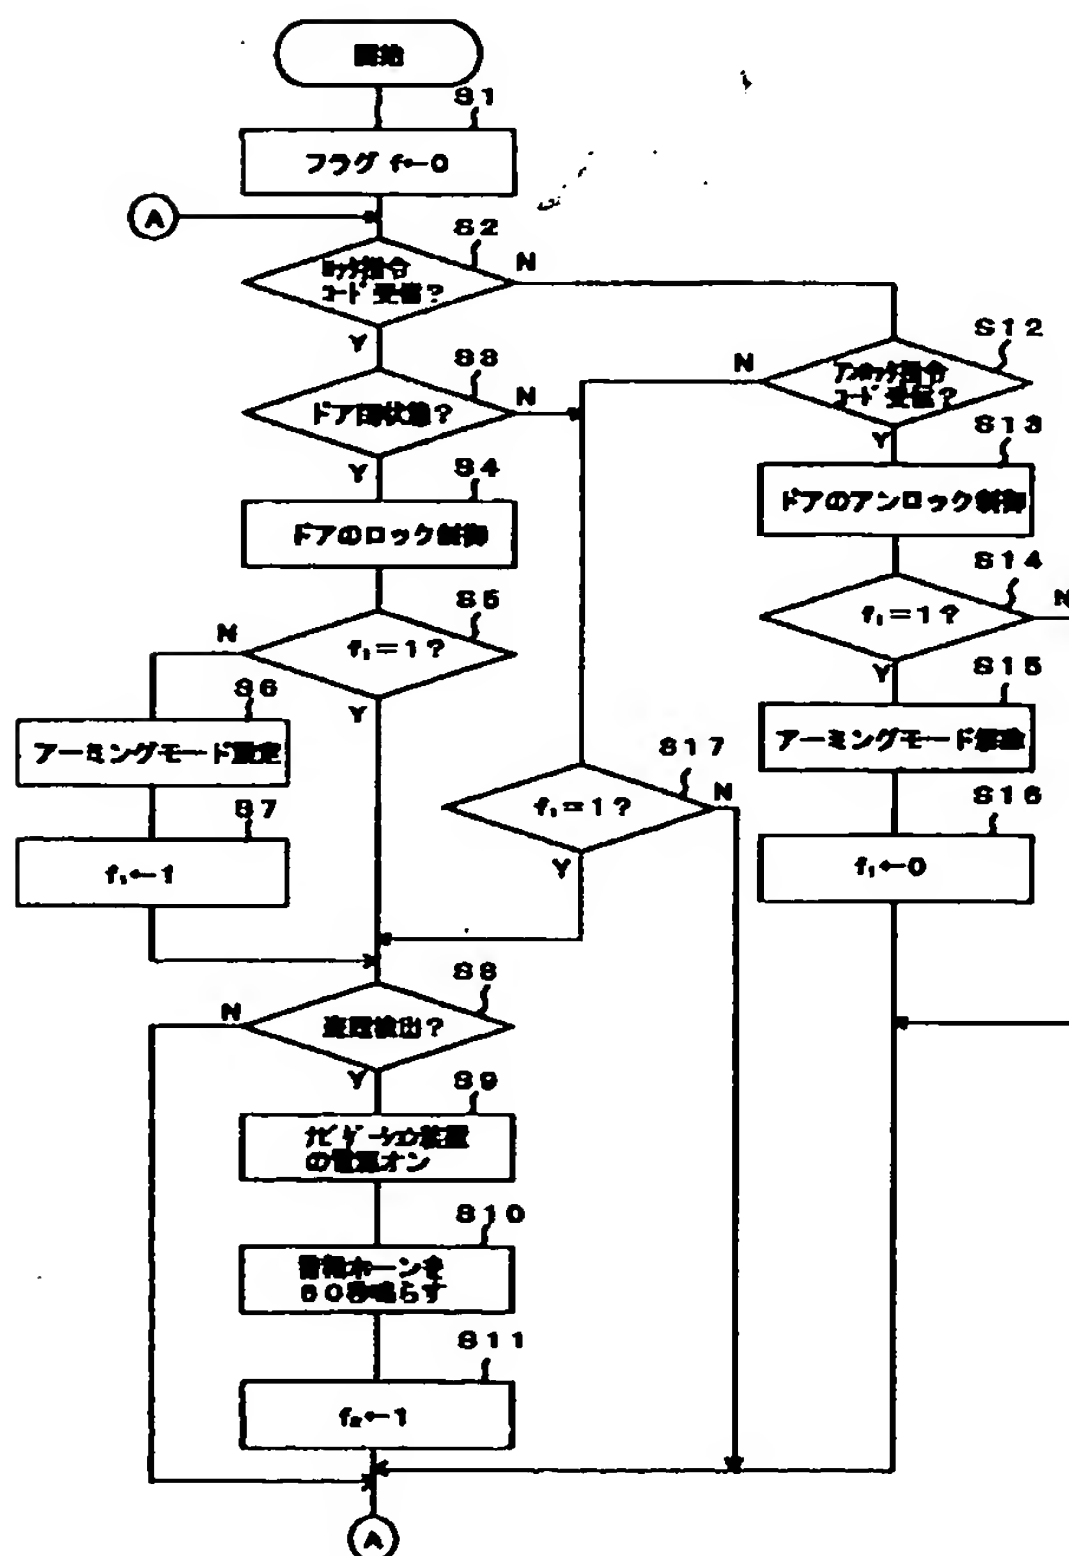 開始
S1
フラグ f←0
A
S2
N
ロック指令
コード受信?
Y
S12
N
アンロック指令
コード受信?
Y
S3
N
ドア閉状態?
Y
S13
ドアのアンロック制御
S4
ドアのロック制御
S14
N
f₁=1?
Y
S5
N
f₁=1?
Y
S15
アーミングモード解除
S6
アーミングモード設定
S17
N
f₁=1?
Y
S16
f₁←0
S7
f₁←1
S8
N
盗難検出?
Y
S9
ナビゲーション装置
の電源オン
S10
警報ホーンを
60秒鳴らす
S11
f₂←1
A